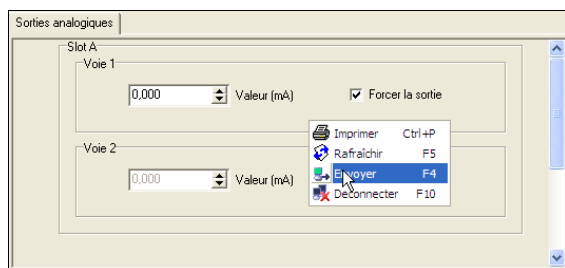 Sorties analogiques
Slot A
Voie 1
0,000 Valeur (mA) Forcer la sortie
Imprimer Ctrl+P
Voie 2
Rafraîchir F5
0,000 Valeur (mA)
Envoyer F4
Déconnecter F10